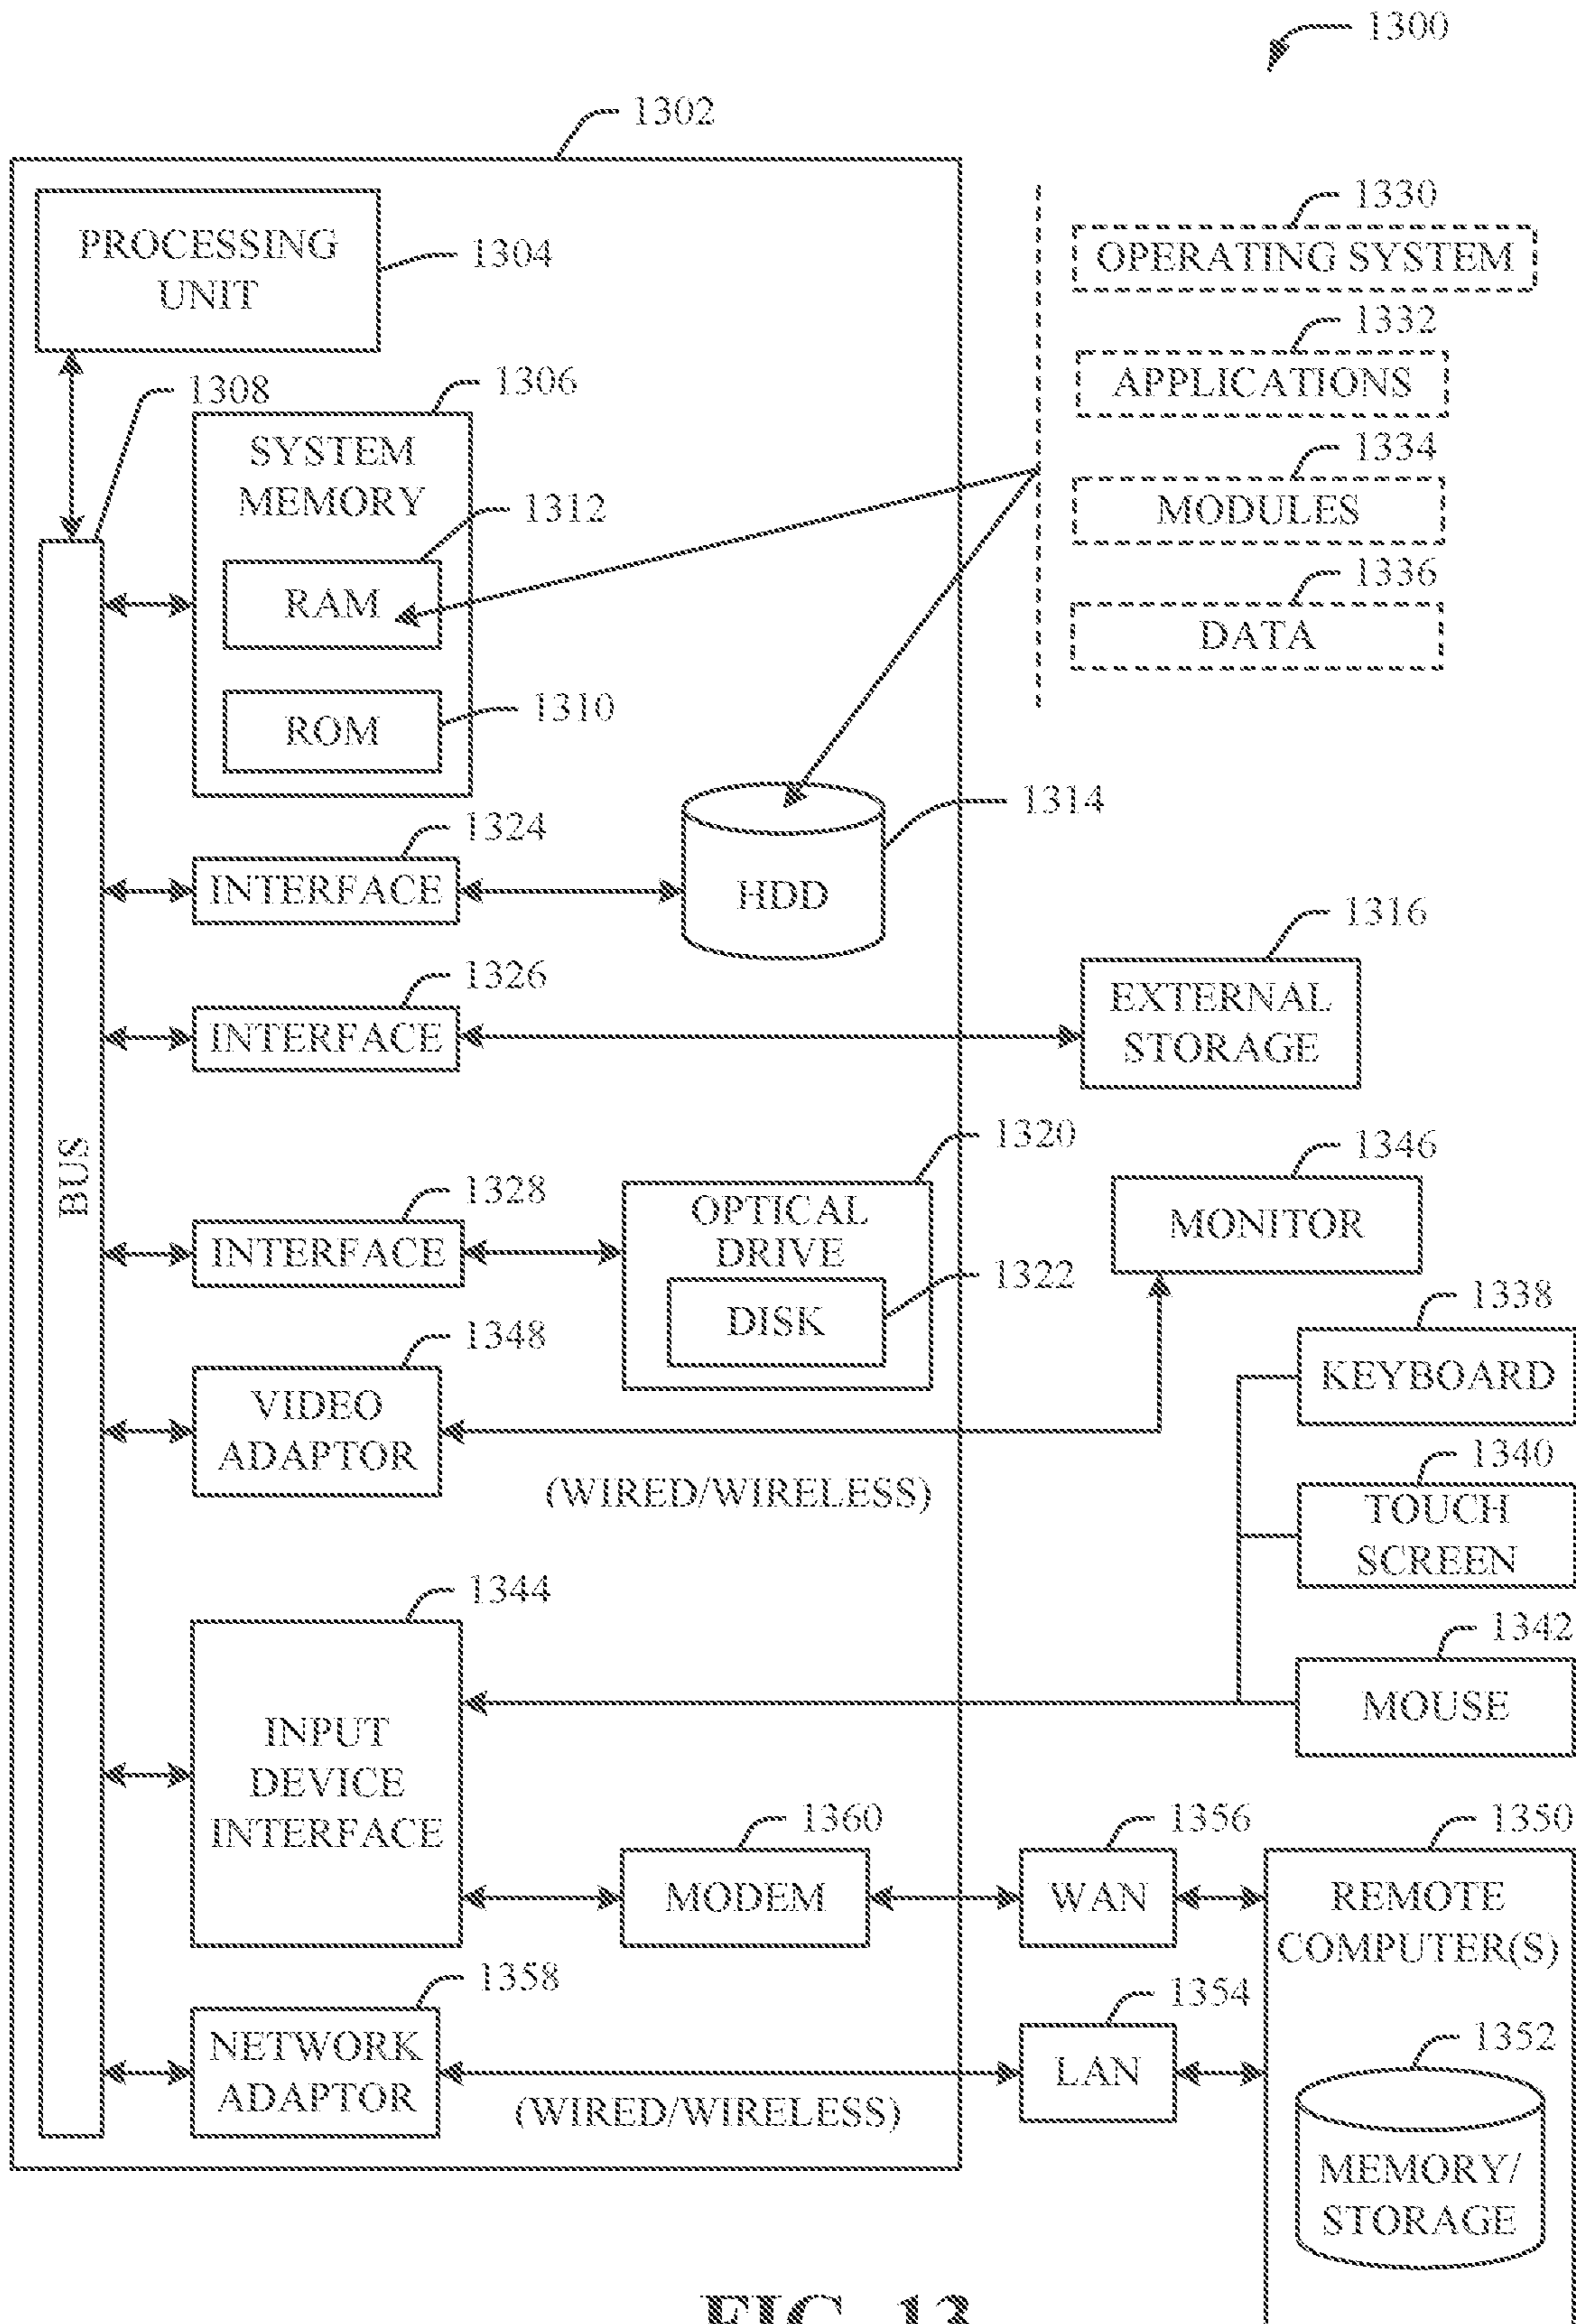 1300
1302
PROCESSING
UNIT
1304
1330
OPERATING SYSTEM
1332
APPLICATIONS
1334
MODULES
1336
DATA
1308
1306
SYSTEM
MEMORY
1312
RAM
1310
ROM
1324
INTERFACE
1314
HDD
1326
INTERFACE
1316
EXTERNAL
STORAGE
BUS
1328
INTERFACE
1320
OPTICAL
DRIVE
1322
DISK
1346
MONITOR
1348
VIDEO
ADAPTOR
(WIRED/WIRELESS)
1338
KEYBOARD
1340
TOUCH
SCREEN
1342
MOUSE
1344
INPUT
DEVICE
INTERFACE
1360
MODEM
1356
WAN
1350
REMOTE
COMPUTER(S)
1358
NETWORK
ADAPTOR
(WIRED/WIRELESS)
1354
LAN
1352
MEMORY/
STORAGE
FIG. 13